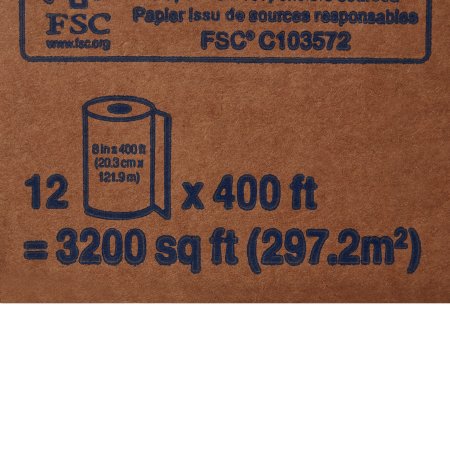 FSC
www.fsc.org
Papier issu de sources responsables
FSC® C103572
8 in x 400 ft
(20.3 cm x
121.9 m)
12 x 400 ft
= 3200 sq ft (297.2m²)